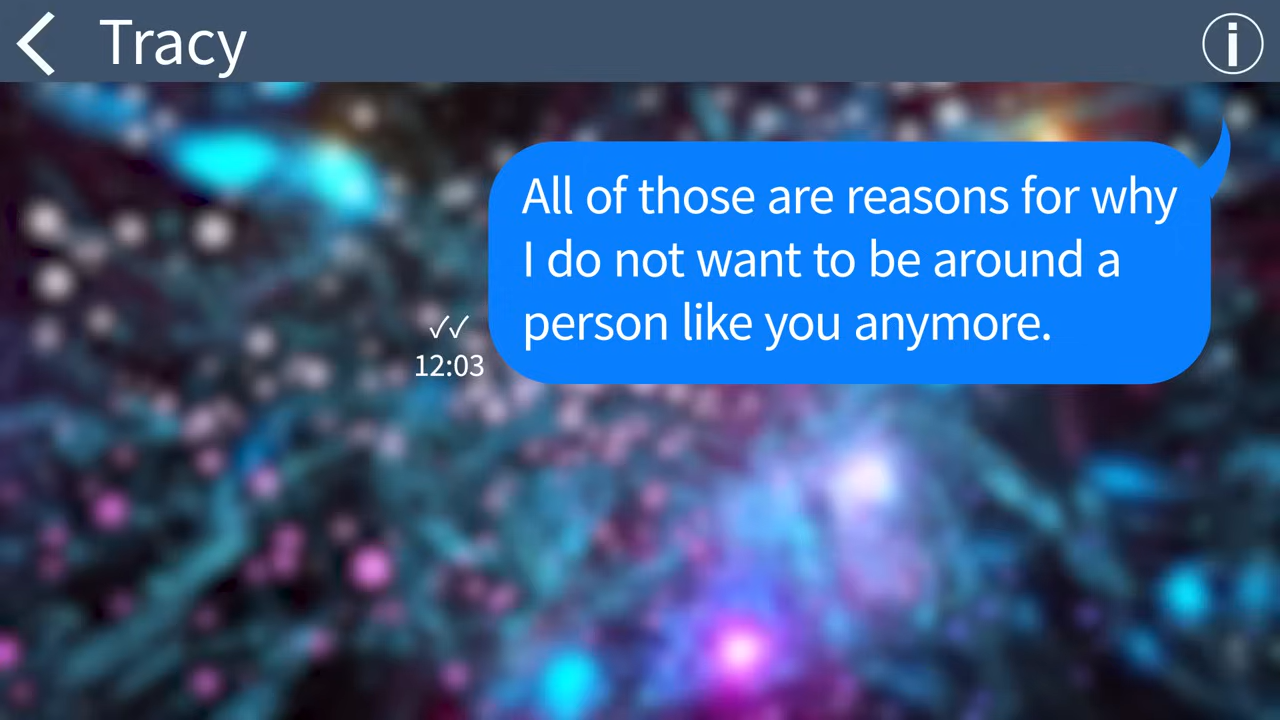 Tracy
All of those are reasons for why
I do not want to be around a
person like you anymore.
✓✓
12:03